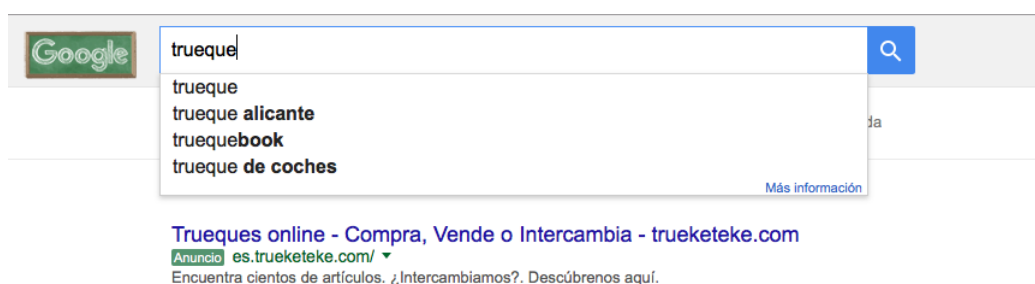 Google
trueque
trueque
trueque alicante
truequebook
trueque de coches
da
Más información
Trueques online - Compra, Vende o Intercambia - trueketeke.com
Anuncio es.trueketeke.com/
Encuentra cientos de artículos. ¿Intercambiamos?. Descúbrenos aquí.